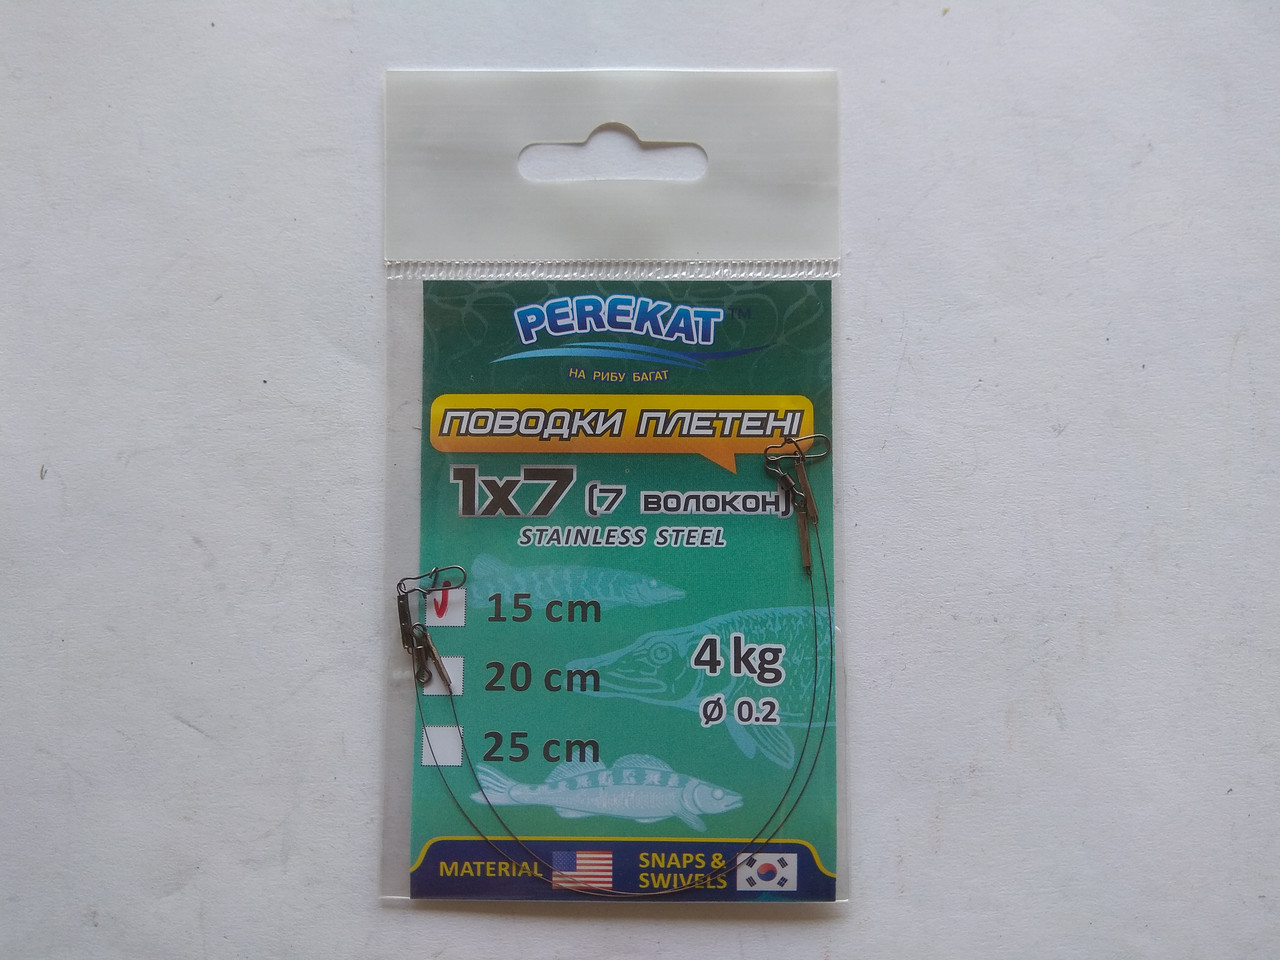 PEREKAT™
НА РИБУ БАГАТ
ПОВОДКИ ПЛЕТЕНІ
1x7 (7 ВОЛОКОН)
STAINLESS STEEL
15 cm
20 cm
25 cm
4 kg
Ø 0.2
MATERIAL
SNAPS &
SWIVELS